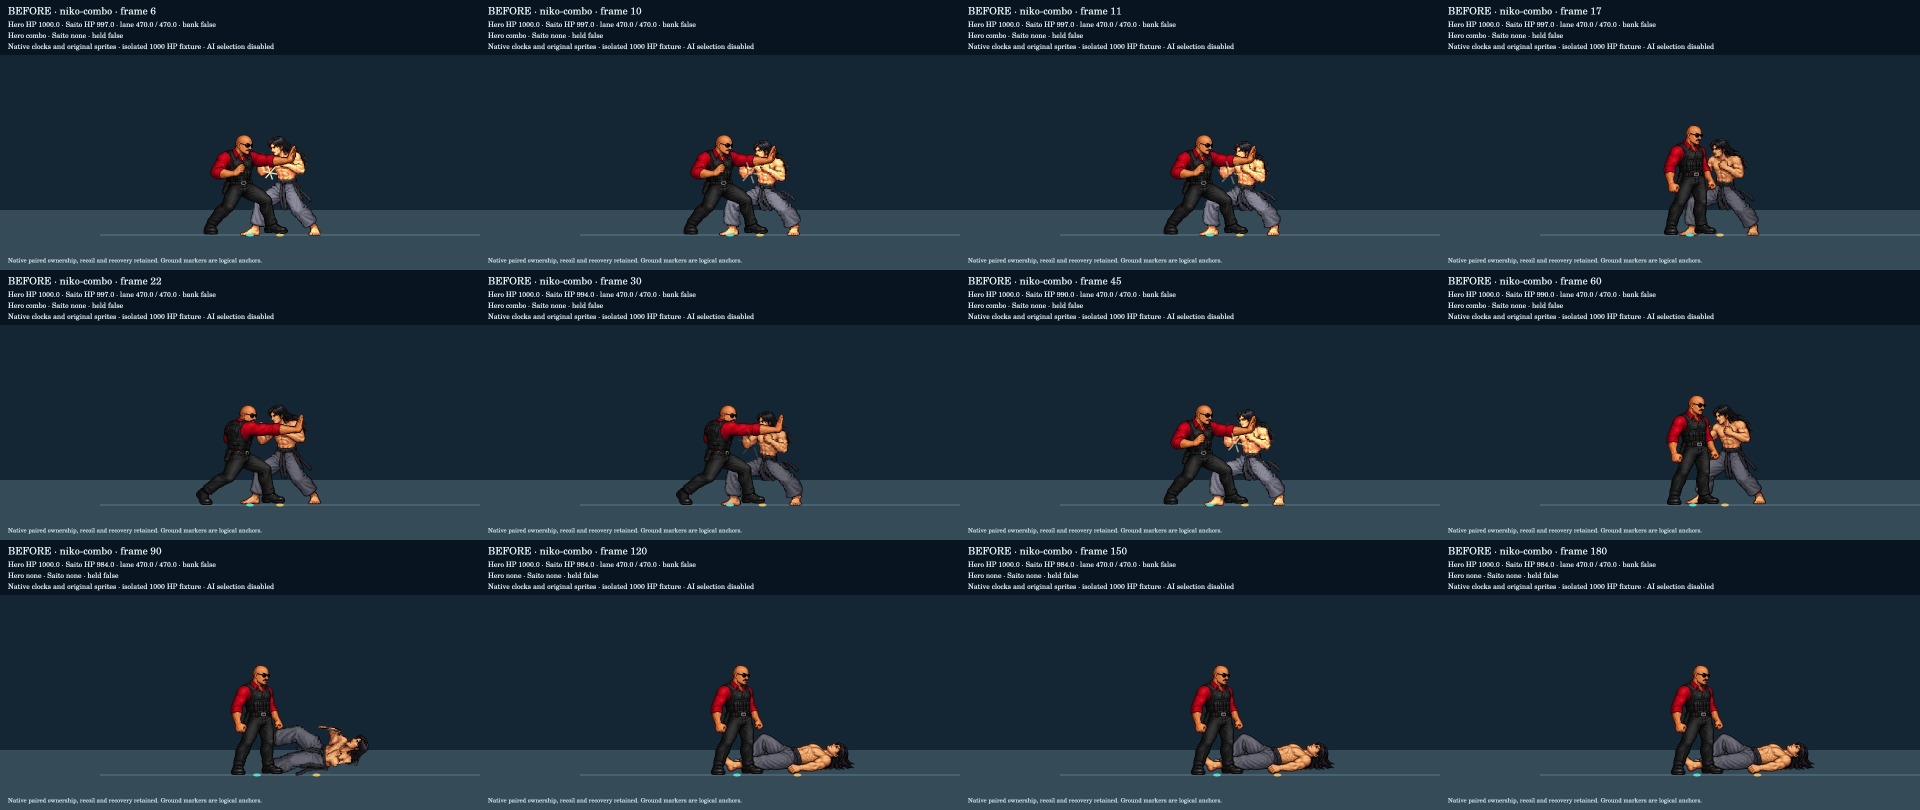 BEFORE · niko-combo · frame 6
Hero HP 1000.0 · Saito HP 997.0 · lane 470.0 / 470.0 · bank false
Hero combo · Saito none · held false
Native clocks and original sprites · isolated 1000 HP fixture · AI selection disabled
Native paired ownership, recoil and recovery retained. Ground markers are logical anchors.
BEFORE · niko-combo · frame 10
Hero HP 1000.0 · Saito HP 997.0 · lane 470.0 / 470.0 · bank false
Hero combo · Saito none · held false
Native clocks and original sprites · isolated 1000 HP fixture · AI selection disabled
Native paired ownership, recoil and recovery retained. Ground markers are logical anchors.
BEFORE · niko-combo · frame 11
Hero HP 1000.0 · Saito HP 997.0 · lane 470.0 / 470.0 · bank false
Hero combo · Saito none · held false
Native clocks and original sprites · isolated 1000 HP fixture · AI selection disabled
Native paired ownership, recoil and recovery retained. Ground markers are logical anchors.
BEFORE · niko-combo · frame 17
Hero HP 1000.0 · Saito HP 997.0 · lane 470.0 / 470.0 · bank false
Hero combo · Saito none · held false
Native clocks and original sprites · isolated 1000 HP fixture · AI selection disabled
Native paired ownership, recoil and recovery retained. Ground markers are logical anchors.
BEFORE · niko-combo · frame 22
Hero HP 1000.0 · Saito HP 997.0 · lane 470.0 / 470.0 · bank false
Hero combo · Saito none · held false
Native clocks and original sprites · isolated 1000 HP fixture · AI selection disabled
Native paired ownership, recoil and recovery retained. Ground markers are logical anchors.
BEFORE · niko-combo · frame 30
Hero HP 1000.0 · Saito HP 994.0 · lane 470.0 / 470.0 · bank false
Hero combo · Saito none · held false
Native clocks and original sprites · isolated 1000 HP fixture · AI selection disabled
Native paired ownership, recoil and recovery retained. Ground markers are logical anchors.
BEFORE · niko-combo · frame 45
Hero HP 1000.0 · Saito HP 990.0 · lane 470.0 / 470.0 · bank false
Hero combo · Saito none · held false
Native clocks and original sprites · isolated 1000 HP fixture · AI selection disabled
Native paired ownership, recoil and recovery retained. Ground markers are logical anchors.
BEFORE · niko-combo · frame 60
Hero HP 1000.0 · Saito HP 990.0 · lane 470.0 / 470.0 · bank false
Hero combo · Saito none · held false
Native clocks and original sprites · isolated 1000 HP fixture · AI selection disabled
Native paired ownership, recoil and recovery retained. Ground markers are logical anchors.
BEFORE · niko-combo · frame 90
Hero HP 1000.0 · Saito HP 984.0 · lane 470.0 / 470.0 · bank false
Hero none · Saito none · held false
Native clocks and original sprites · isolated 1000 HP fixture · AI selection disabled
Native paired ownership, recoil and recovery retained. Ground markers are logical anchors.
BEFORE · niko-combo · frame 120
Hero HP 1000.0 · Saito HP 984.0 · lane 470.0 / 470.0 · bank false
Hero none · Saito none · held false
Native clocks and original sprites · isolated 1000 HP fixture · AI selection disabled
Native paired ownership, recoil and recovery retained. Ground markers are logical anchors.
BEFORE · niko-combo · frame 150
Hero HP 1000.0 · Saito HP 984.0 · lane 470.0 / 470.0 · bank false
Hero none · Saito none · held false
Native clocks and original sprites · isolated 1000 HP fixture · AI selection disabled
Native paired ownership, recoil and recovery retained. Ground markers are logical anchors.
BEFORE · niko-combo · frame 180
Hero HP 1000.0 · Saito HP 984.0 · lane 470.0 / 470.0 · bank false
Hero none · Saito none · held false
Native clocks and original sprites · isolated 1000 HP fixture · AI selection disabled
Native paired ownership, recoil and recovery retained. Ground markers are logical anchors.